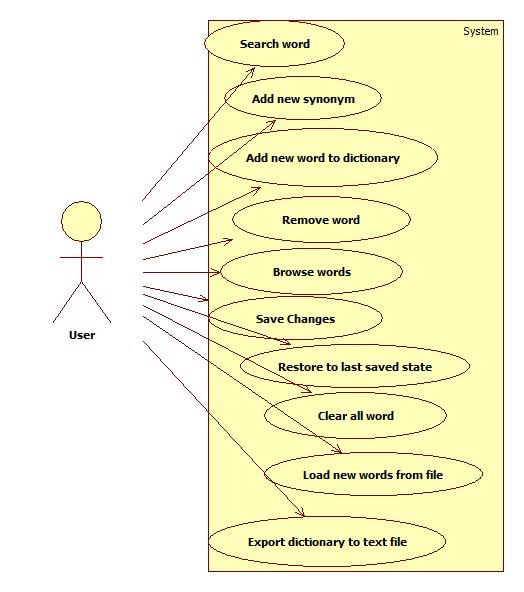 System
Search word
Add new synonym
Add new word to dictionary
Remove word
Browse words
Save Changes
User
Restore to last saved state
Clear all word
Load new words from file
Export dictionary to text file